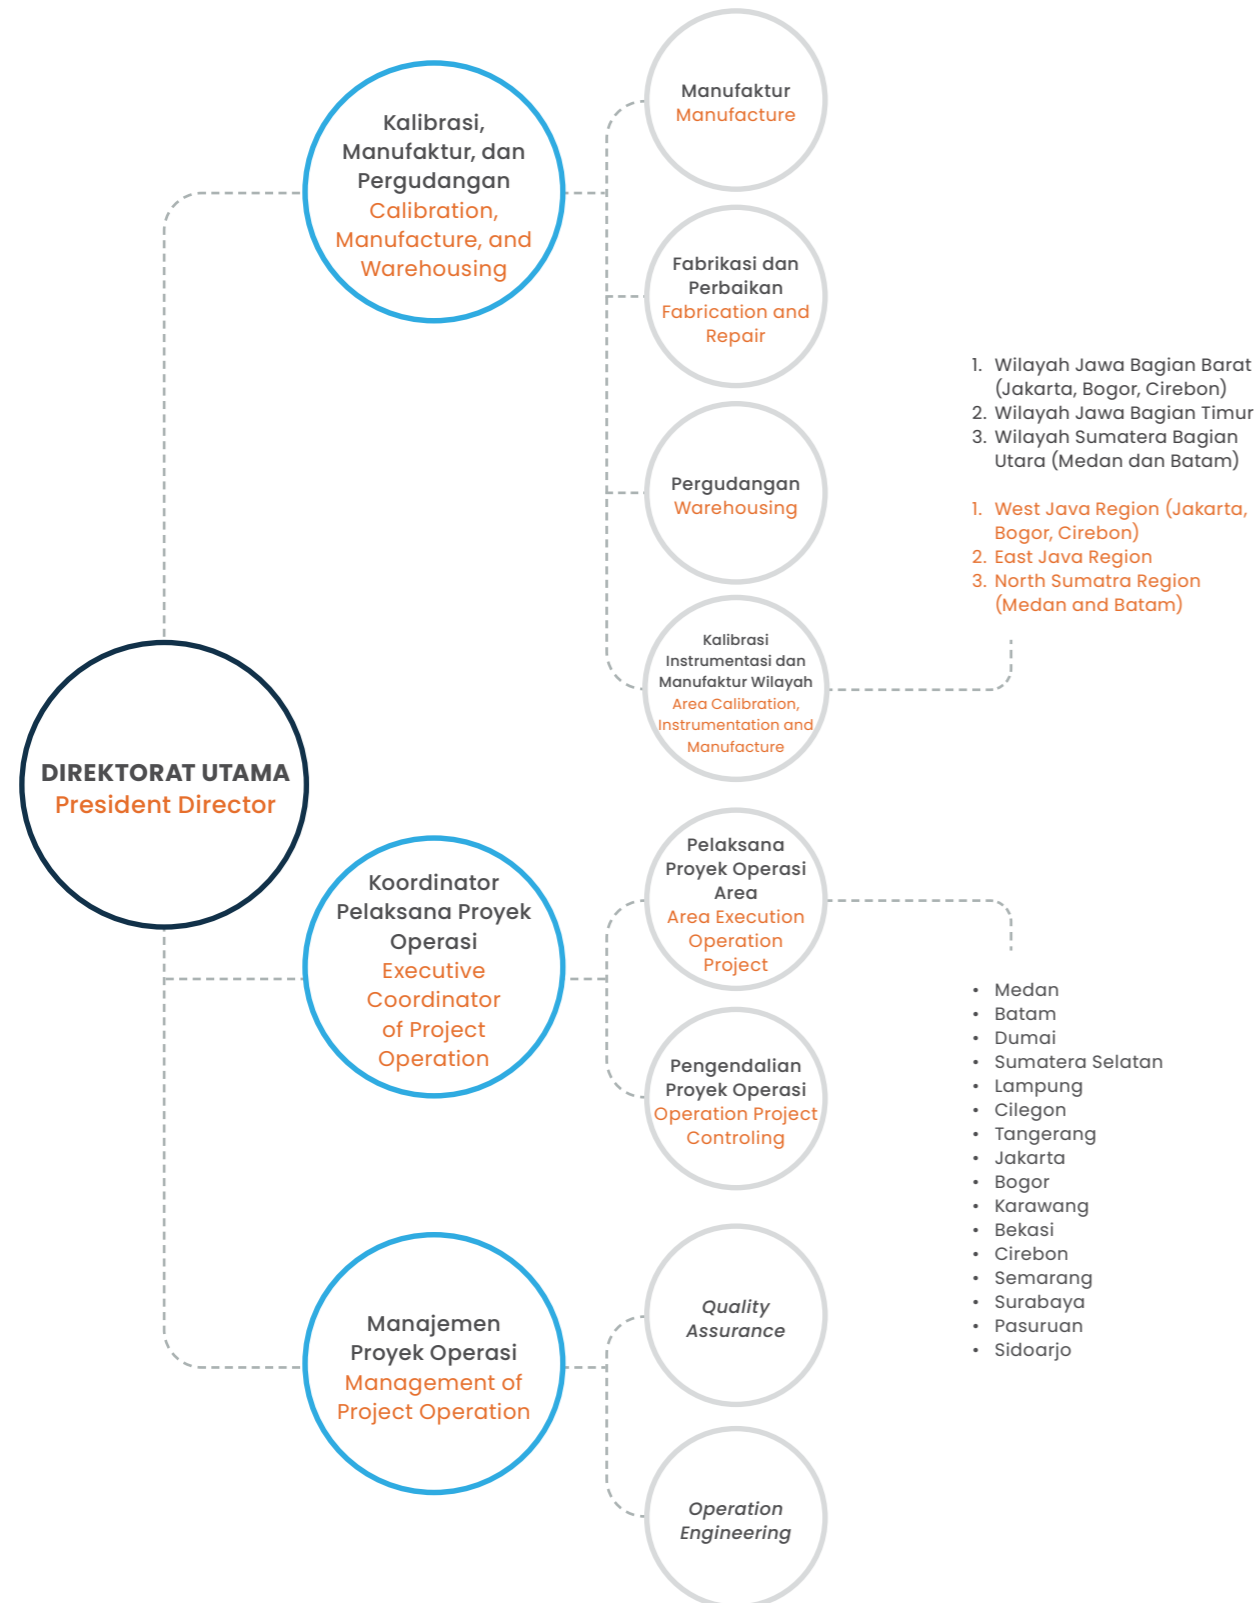 Manufaktur
Manufacture
Kalibrasi,
Manufaktur, dan
Pergudangan
Calibration,
Manufacture, and
Warehousing
Fabrikasi dan
Perbaikan
Fabrication and
Repair
Pergudangan
Warehousing
Kalibrasi
Instrumentasi dan
Manufaktur Wilayah
Area Calibration,
Instrumentation and
Manufacture
1. Wilayah Jawa Bagian Barat
(Jakarta, Bogor, Cirebon)
2. Wilayah Jawa Bagian Timur
3. Wilayah Sumatera Bagian
Utara (Medan dan Batam)
1. West Java Region (Jakarta,
Bogor, Cirebon)
2. East Java Region
3. North Sumatra Region
(Medan and Batam)
DIREKTORAT UTAMA
President Director
Koordinator
Pelaksana Proyek
Operasi
Executive
Coordinator
of Project
Operation
Pelaksana
Proyek Operasi
Area
Area Execution
Operation
Project
Pengendalian
Proyek Operasi
Operation Project
Controling
• Medan
• Batam
• Dumai
• Sumatera Selatan
• Lampung
• Cilegon
• Tangerang
• Jakarta
• Bogor
• Karawang
• Bekasi
• Cirebon
• Semarang
• Surabaya
• Pasuruan
• Sidoarjo
Manajemen
Proyek Operasi
Management of
Project Operation
Quality
Assurance
Operation
Engineering